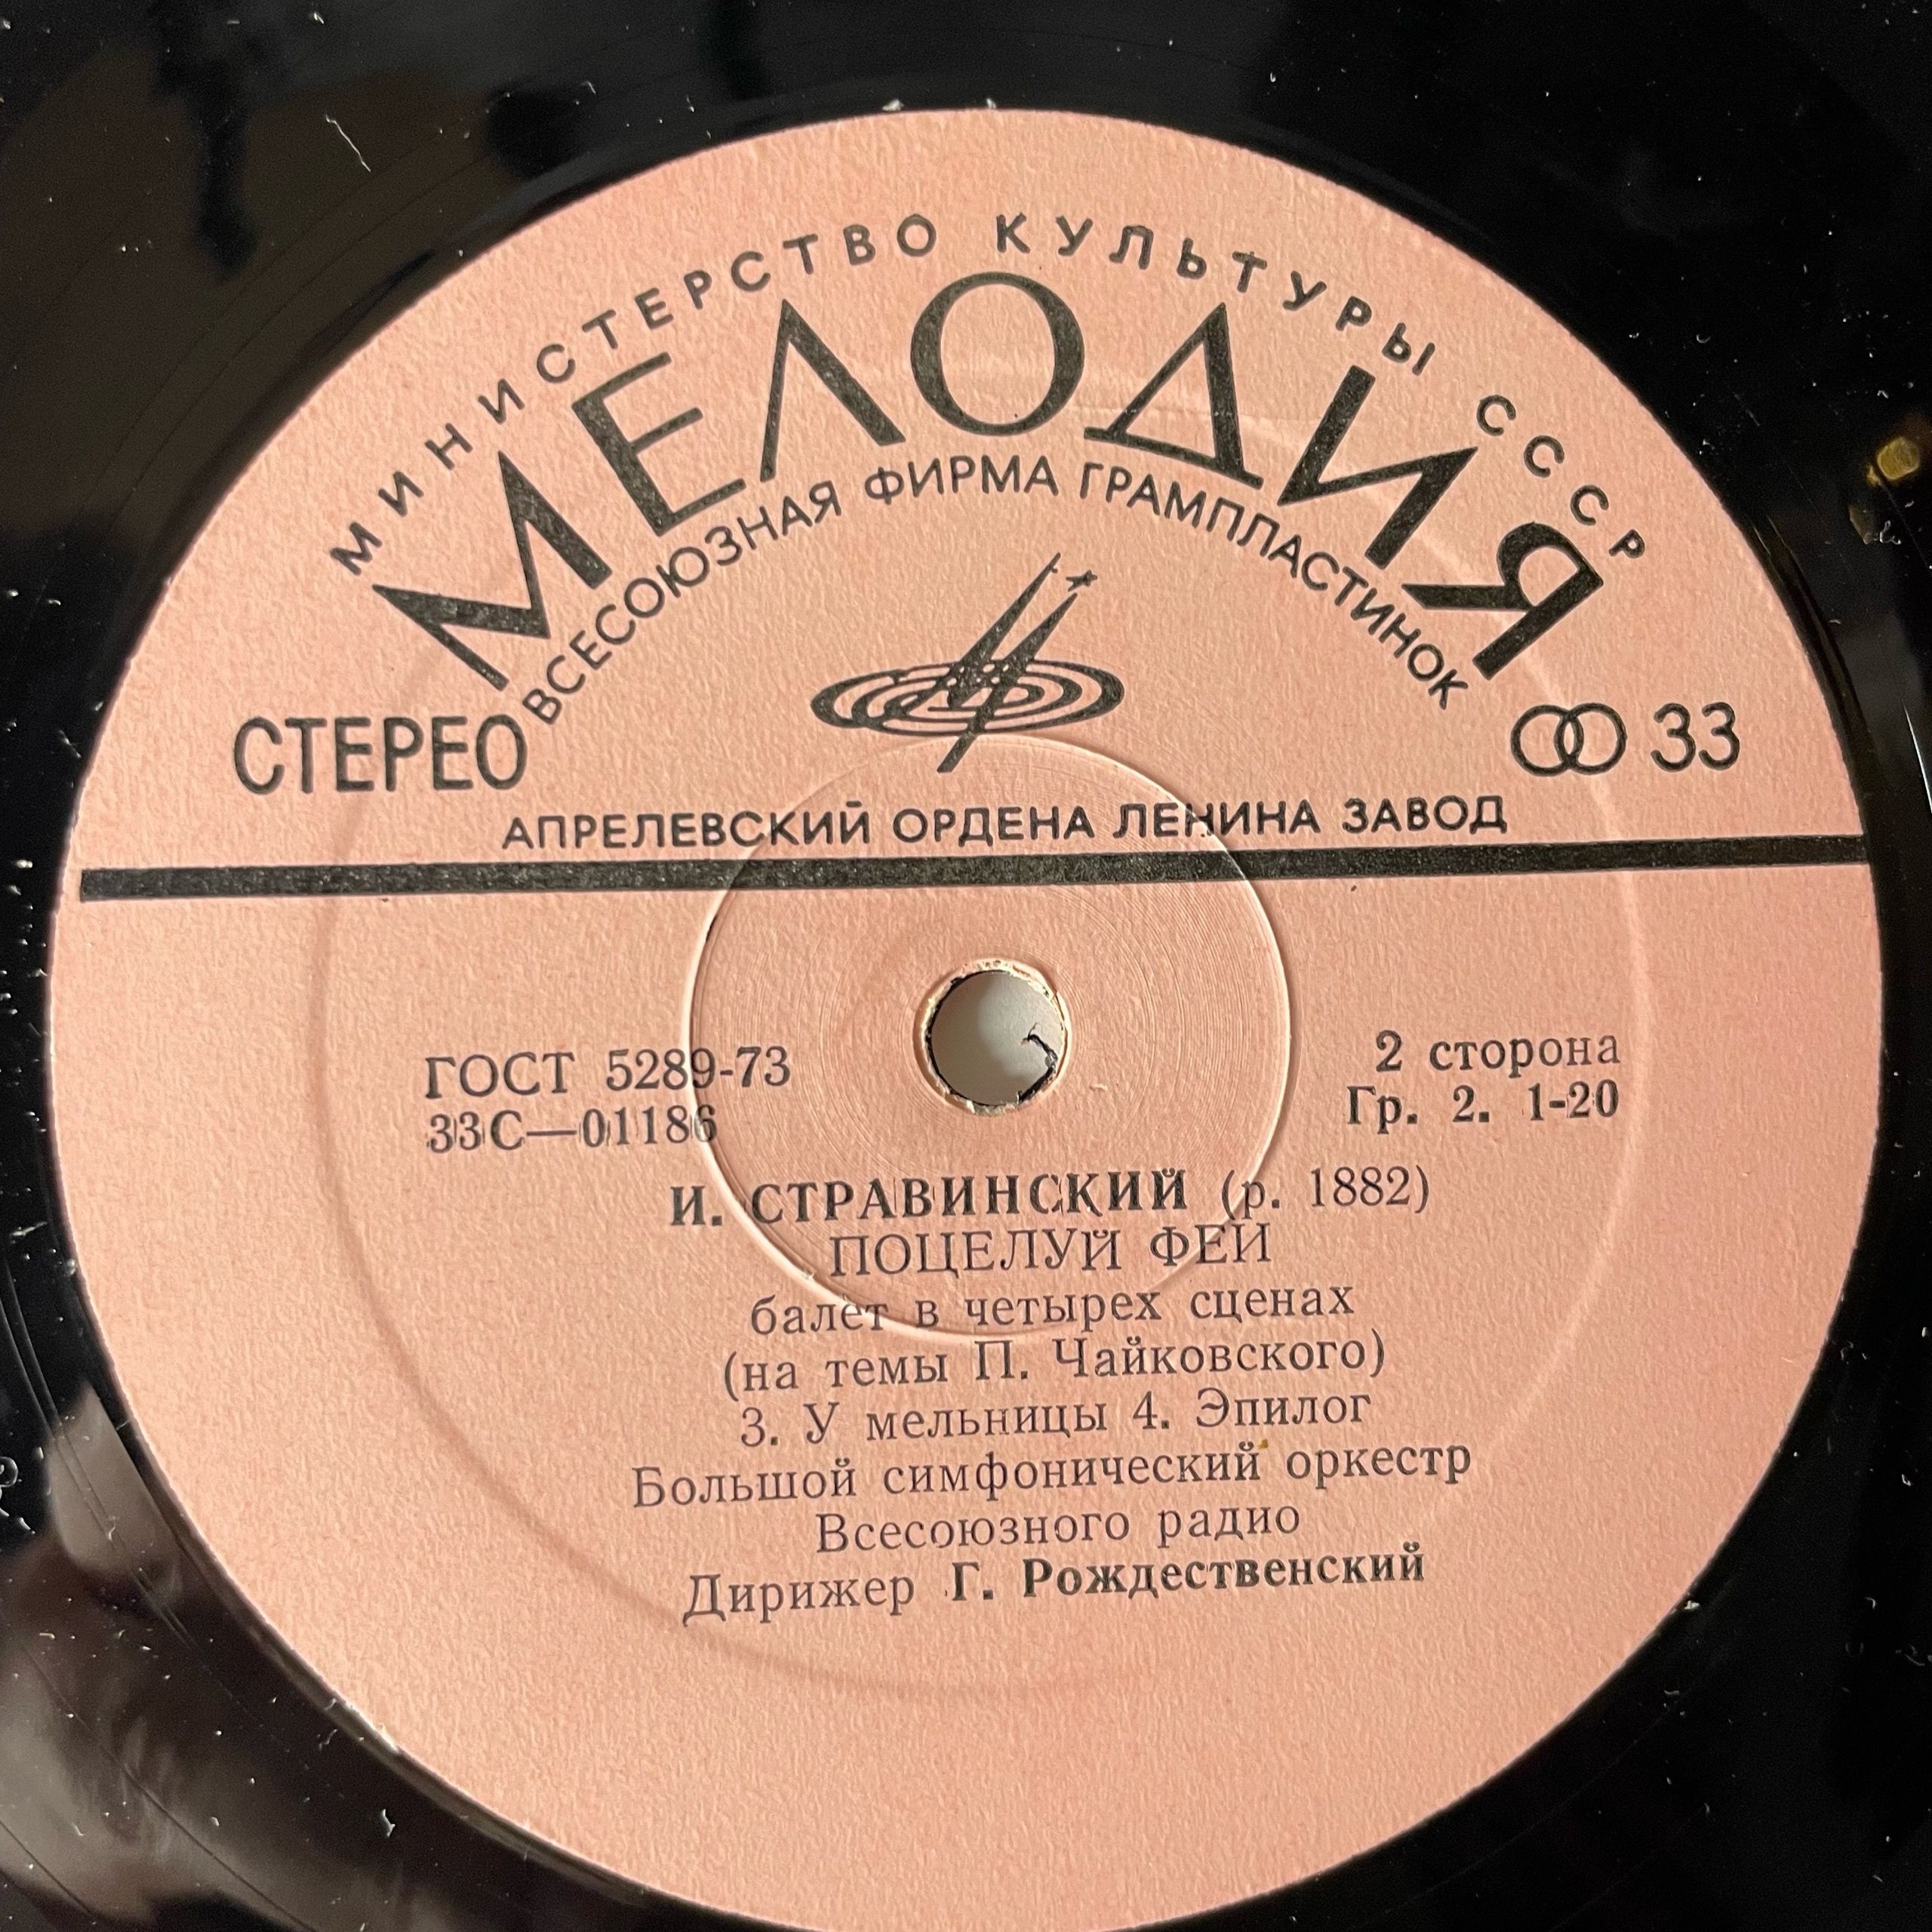 МИНИСТЕРСТВО КУЛЬТУРЫ СССР
МЕЛОДИЯ
ВСЕСОЮЗНАЯ ФИРМА ГРАМПЛАСТИНОК
СТЕРЕО
33
АПРЕЛЕВСКИЙ ОРДЕНА ЛЕНИНА ЗАВОД
ГОСТ 5289-73
33С—01186
2 сторона
Гр. 2. 1-20
И. СТРАВИНСКИЙ (р. 1882)
ПОЦЕЛУЙ ФЕИ
балет в четырех сценах
(на темы П. Чайковского)
3. У мельницы 4. Эпилог
Большой симфонический оркестр
Всесоюзного радио
Дирижер Г. Рождественский